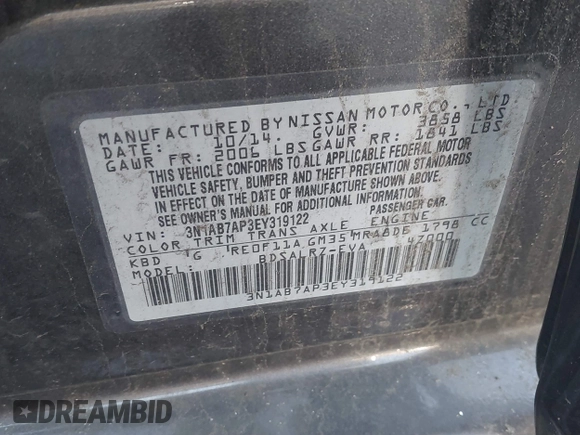 MANUFACTURED BY NISSAN MOTOR CO., LTD.
DATE: 10/14. GVWR: 3858 LBS
GAWR FR: 2006 LBS GAWR RR: 1841 LBS
THIS VEHICLE CONFORMS TO ALL APPLICABLE FEDERAL MOTOR
VEHICLE SAFETY, BUMPER AND THEFT PREVENTION STANDARDS
IN EFFECT ON THE DATE OF MANUFACTURE SHOWN ABOVE.
SEE OWNER'S MANUAL FOR ADDITIONAL INFORMATION.
VIN: 3N1AB7AP3EY319122 PASSENGER CAR.
COLOR TRIM TRANS AXLE ENGINE
KBD G RE0F11A GM35 MRA8DE 1798 CC
BDSALRZ-EVA 4Z000
3N1AB7AP3EY319122
DREAMBID